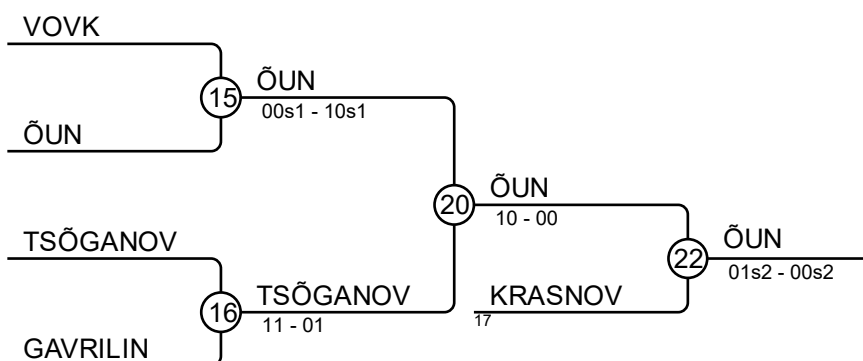 VOVK
15
ÕUN
00s1 - 10s1
ÕUN
20
ÕUN
10 - 00
22
ÕUN
01s2 - 00s2
TSÕGANOV
16
TSÕGANOV
11 - 01
KRASNOV
17
GAVRILIN